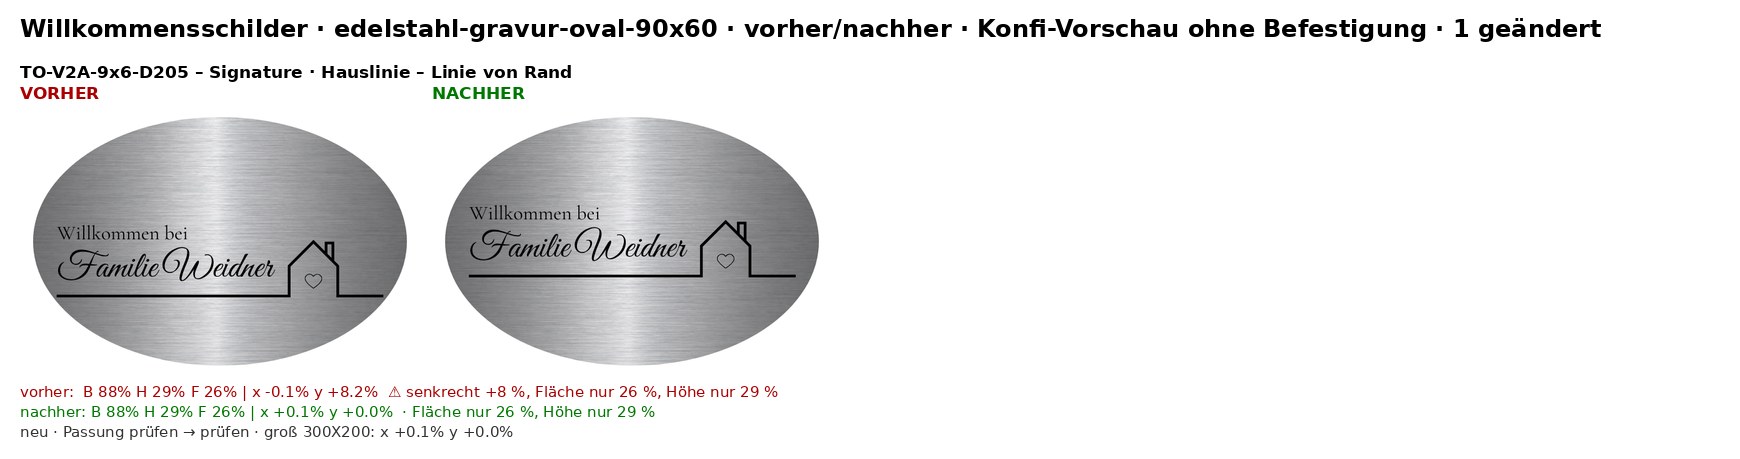 Willkommensschilder · edelstahl-gravur-oval-90x60 · vorher/nachher · Konfi-Vorschau ohne Befestigung · 1 geändert
TO-V2A-9x6-D205 – Signature · Hauslinie – Linie von Rand
VORHER
NACHHER
Willkommen bei
Familie Weidner
Willkommen bei
Familie Weidner
vorher: B 88% H 29% F 26% | x -0.1% y +8.2% ⚠ senkrecht +8 %, Fläche nur 26 %, Höhe nur 29 %
nachher: B 88% H 29% F 26% | x +0.1% y +0.0% · Fläche nur 26 %, Höhe nur 29 %
neu · Passung prüfen → prüfen · groß 300X200: x +0.1% y +0.0%